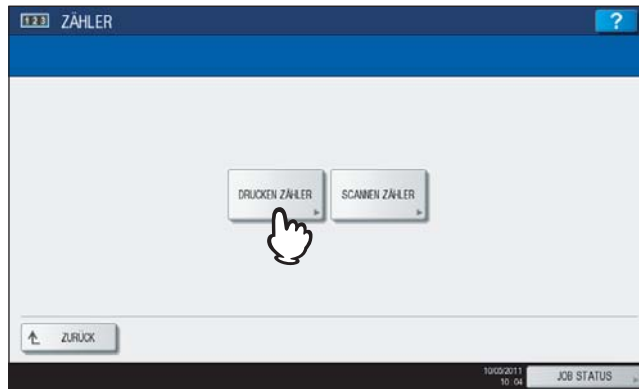 123 ZÄHLER ?
DRUCKEN ZÄHLER SCANNEN ZÄHLER
ZURÜCK
10/03/2011
10 04
JOB STATUS